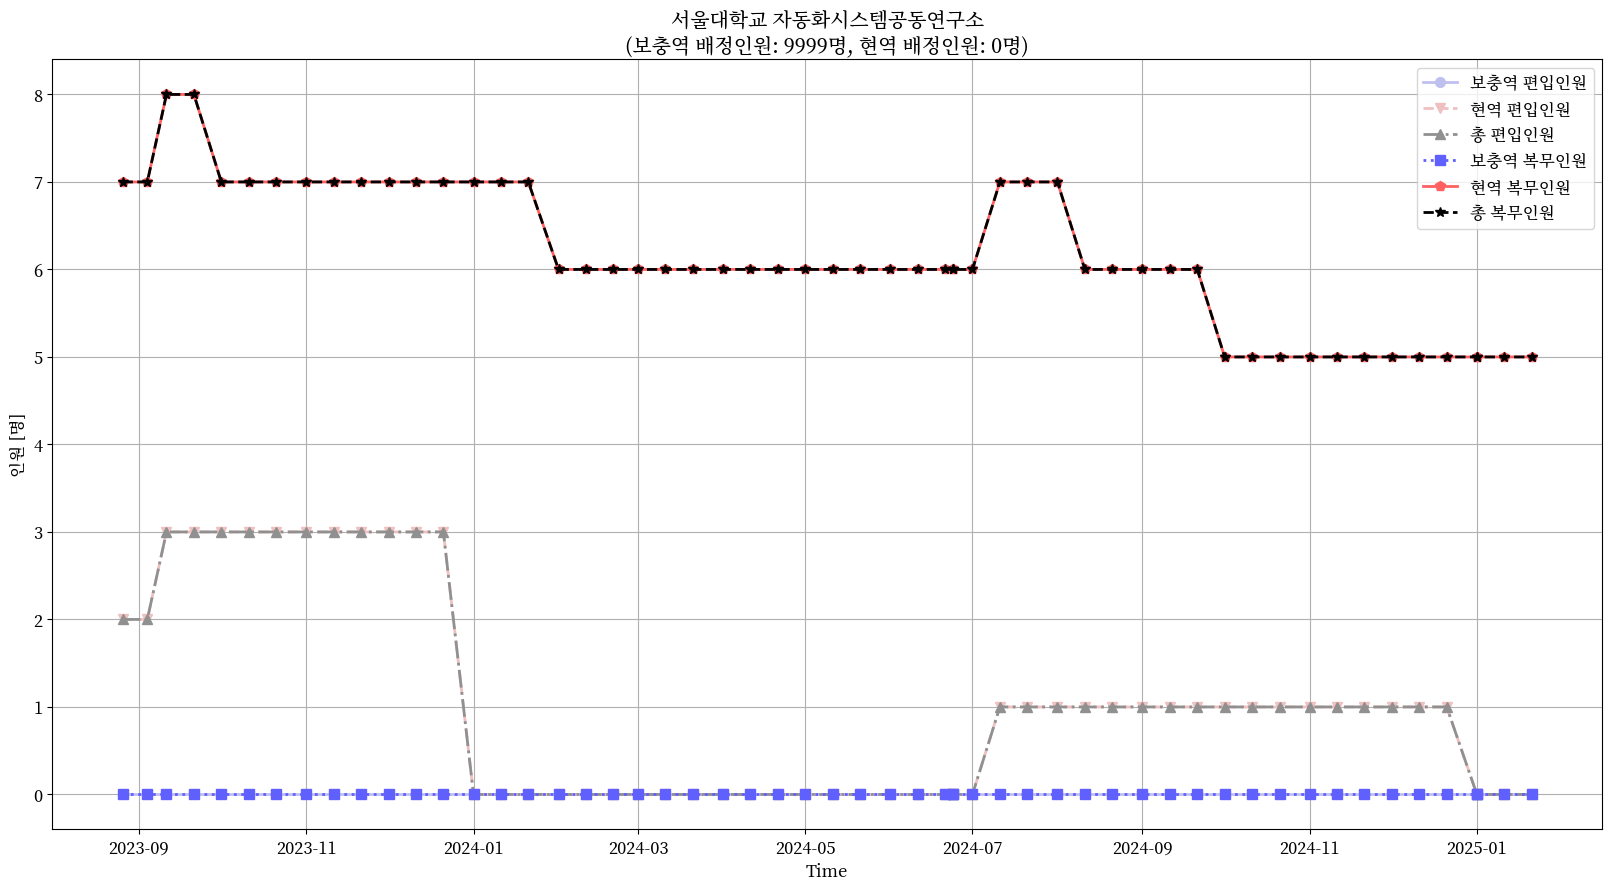 서울대학교 자동화시스템공동연구소
(보충역 배정인원: 9999명, 현역 배정인원: 0명)
보충역 편입인원
현역 편입인원
총 편입인원
보충역 복무인원
현역 복무인원
총 복무인원
인원 [명]
8
7
6
5
4
3
2
1
0
2023-09 2023-11 2024-01 2024-03 2024-05 2024-07 2024-09 2024-11 2025-01
Time